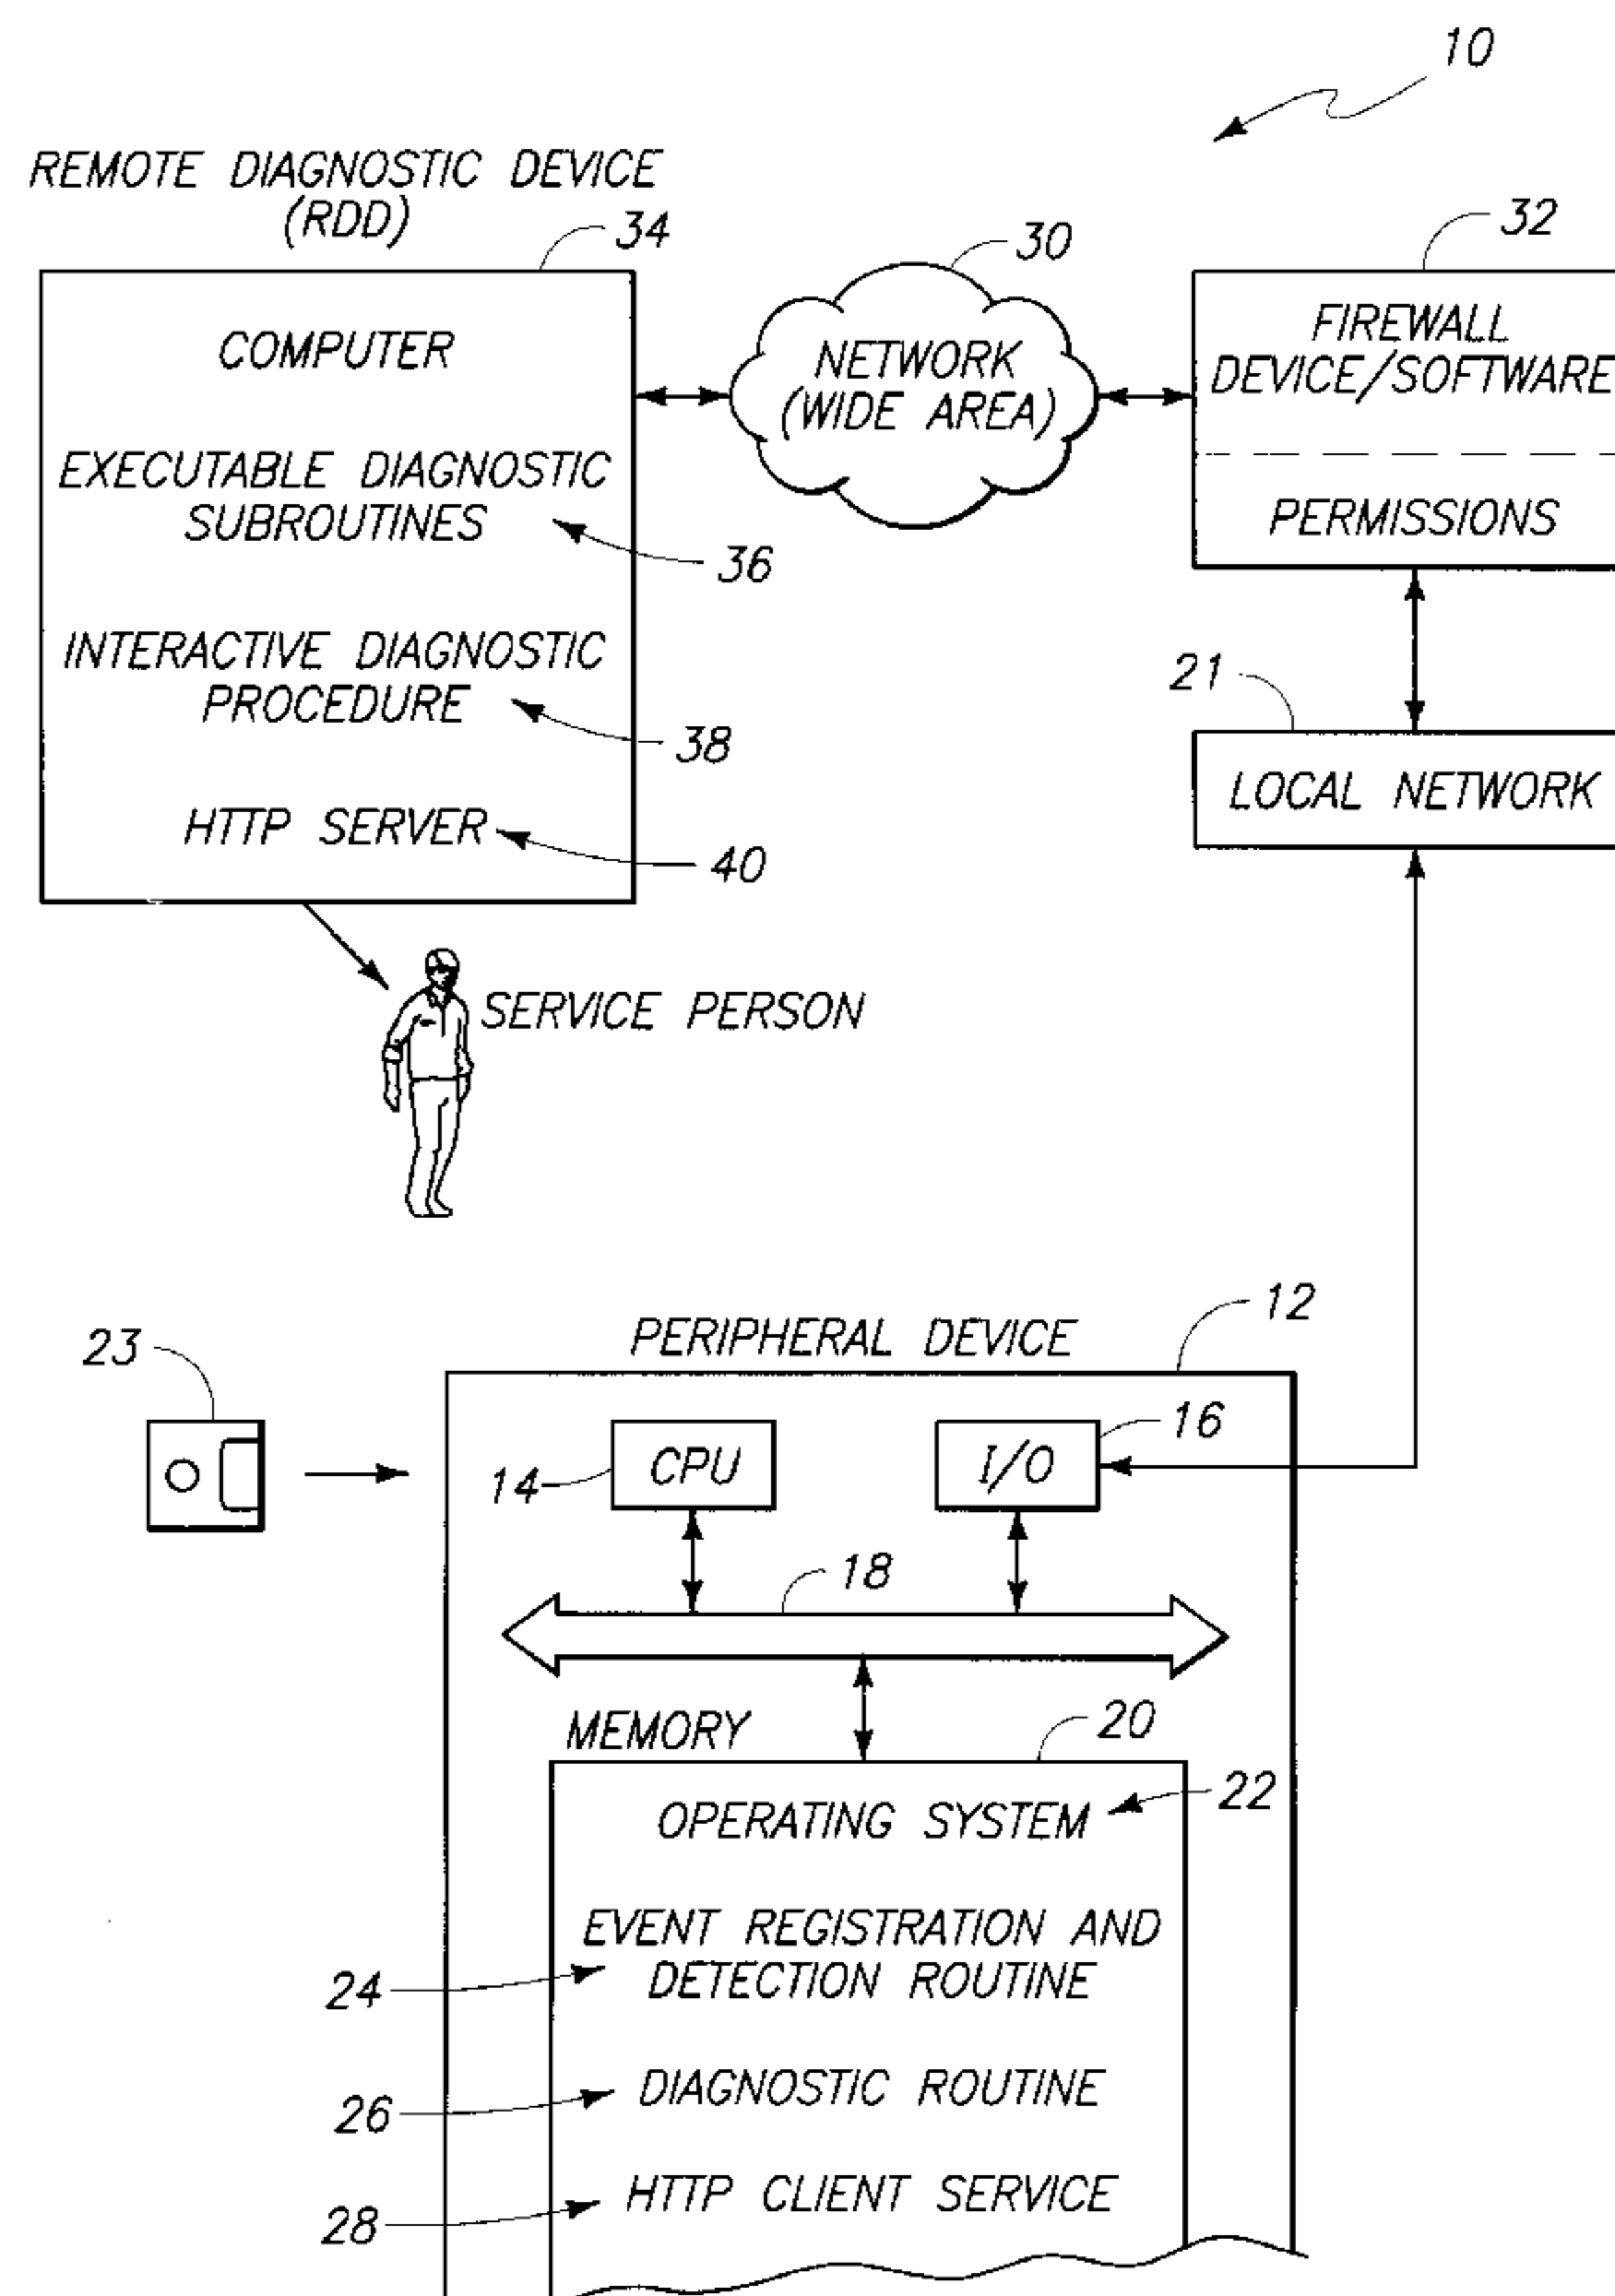 10
REMOTE DIAGNOSTIC DEVICE
(RDD)
34
COMPUTER
EXECUTABLE DIAGNOSTIC
SUBROUTINES
36
INTERACTIVE DIAGNOSTIC
PROCEDURE
38
HTTP SERVER
40
30
NETWORK
(WIDE AREA)
32
FIREWALL
DEVICE/SOFTWARE
PERMISSIONS
21
LOCAL NETWORK
SERVICE PERSON
23
PERIPHERAL DEVICE
12
14
CPU
I/O
16
18
MEMORY
20
OPERATING SYSTEM
22
EVENT REGISTRATION AND
DETECTION ROUTINE
24
DIAGNOSTIC ROUTINE
26
HTTP CLIENT SERVICE
28